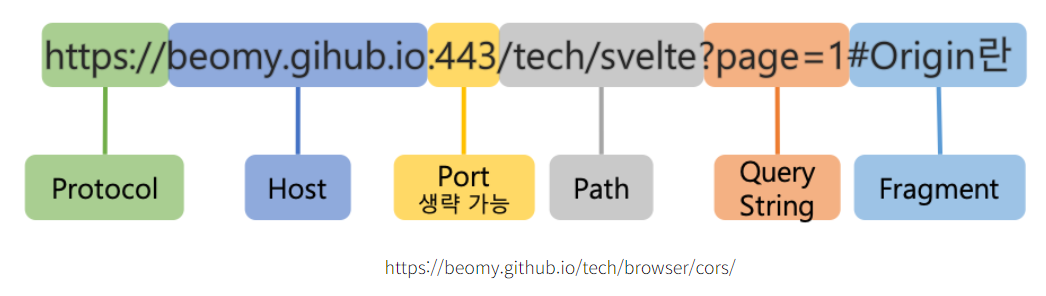 https://beomy.gihub.io:443/tech/svelte?page=1#Origin란
Protocol
Host
Port
생략 가능
Path
Query
String
Fragment
https://beomy.github.io/tech/browser/cors/